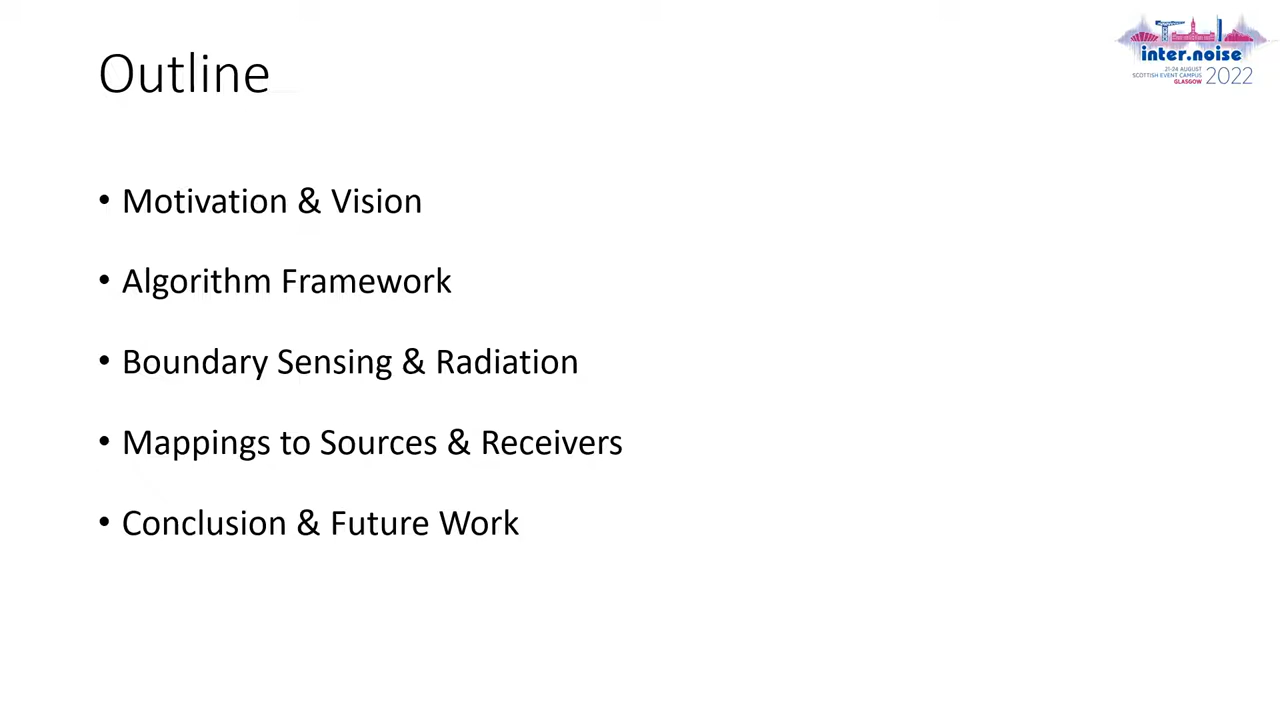 Outline
inter.noise
21-24 AUGUST
SCOTTISH EVENT CAMPUS
GLASGOW 2022
• Motivation & Vision
• Algorithm Framework
• Boundary Sensing & Radiation
• Mappings to Sources & Receivers
• Conclusion & Future Work